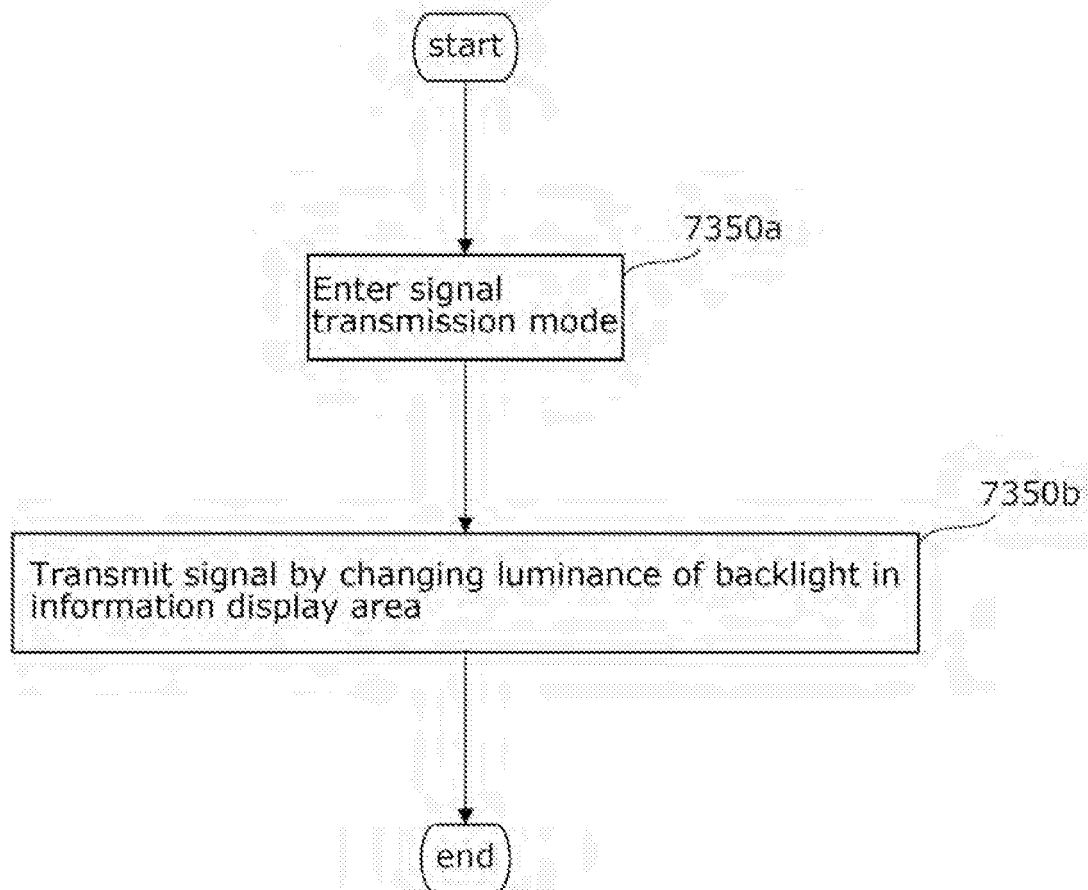 start
7350a
Enter signal
transmission mode
7350b
Transmit signal by changing luminance of backlight in
information display area
end